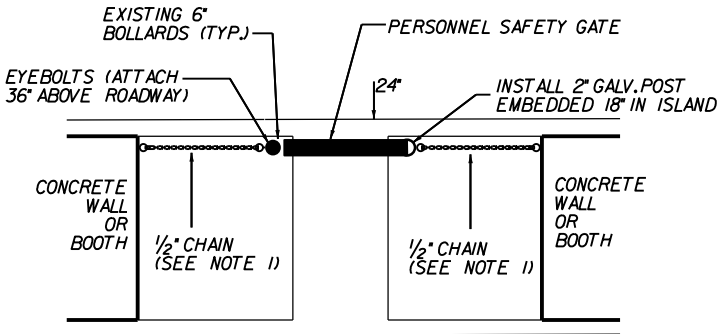 EXISTING 6"
BOLLARDS (TYP.)
PERSONNEL SAFETY GATE
EYEBOLTS (ATTACH
36" ABOVE ROADWAY)
24"
INSTALL 2" GALV. POST
EMBEDDED 18" IN ISLAND
CONCRETE
WALL
OR
BOOTH
1/2" CHAIN
(SEE NOTE 1)
1/2" CHAIN
(SEE NOTE 1)
CONCRETE
WALL
OR
BOOTH